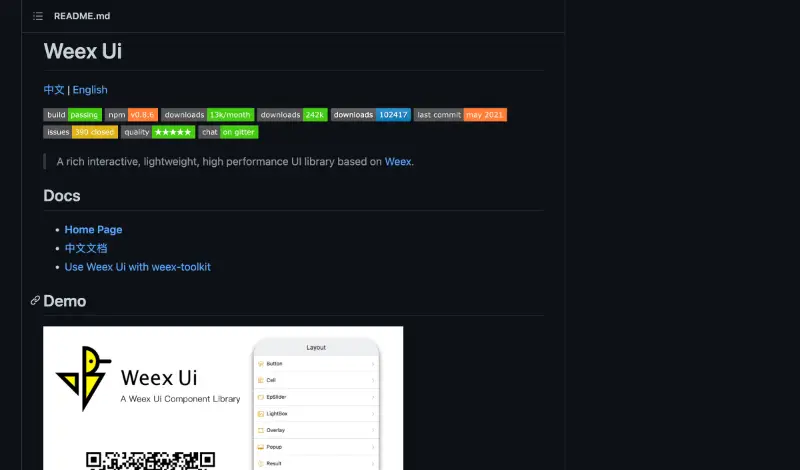 README.md
Weex Ui
中文 | English
build passing npm v0.8.6 downloads 13k/month downloads 242k downloads 102417 last commit may 2021
issues 380 closed quality ★★★★★ chat on gitter
A rich interactive, lightweight, high performance UI library based on Weex.
Docs
• Home Page
• 中文文档
• Use Weex Ui with weex-toolkit
Demo
Weex Ui
A Weex Ui Component Library
Layout
Button
Cell
EpSlider
LightBox
Overlay
Popup
Result